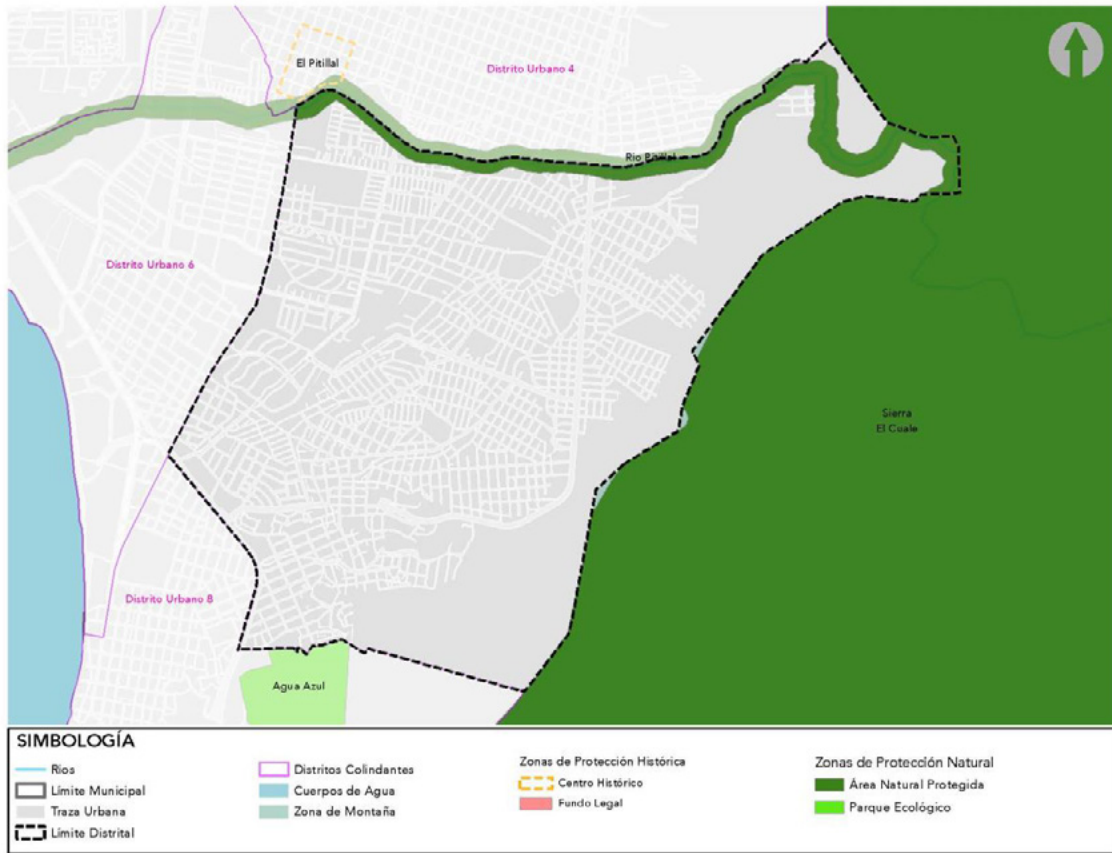 El Pitillal
Distrito Urbano 4
Río Pitillal
Distrito Urbano 6
Sierra
El Cuale
Distrito Urbano 8
Agua Azul
SIMBOLOGÍA
Ríos
Límite Municipal
Traza Urbana
Límite Distrital
Distritos Colindantes
Cuerpos de Agua
Zona de Montaña
Zonas de Protección Histórica
Centro Histórico
Fundo Legal
Zonas de Protección Natural
Área Natural Protegida
Parque Ecológico